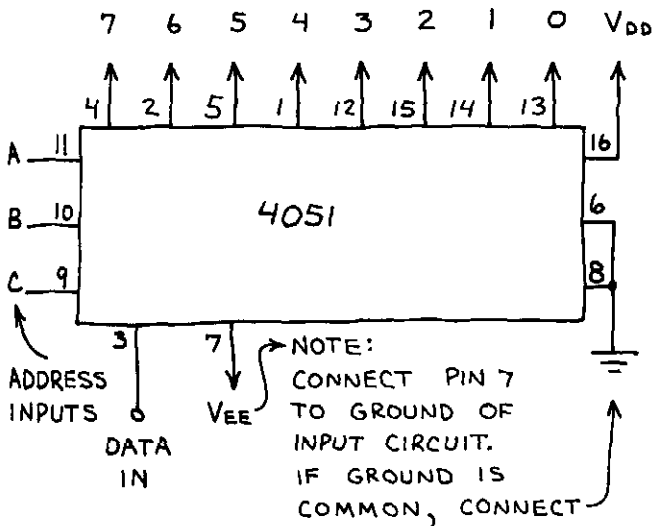 7 6 5 4 3 2 1 0 VDD
4 2 5 1 12 15 14 13
A 11 16
4051
B 10 6
C 9 8
3 7
ADDRESS INPUTS
DATA IN
VEE
NOTE:
CONNECT PIN 7
TO GROUND OF
INPUT CIRCUIT.
IF GROUND IS
COMMON, CONNECT